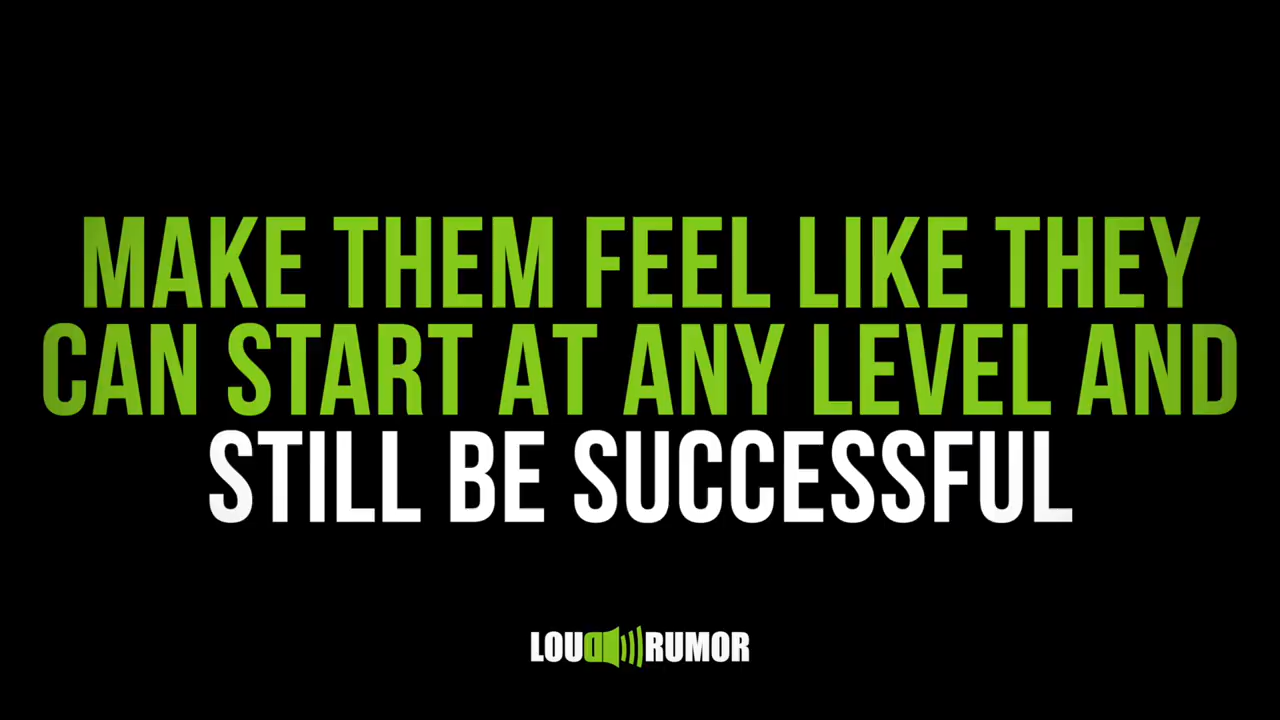 MAKE THEM FEEL LIKE THEY
CAN START AT ANY LEVEL AND
STILL BE SUCCESSFUL
LOUD RUMOR